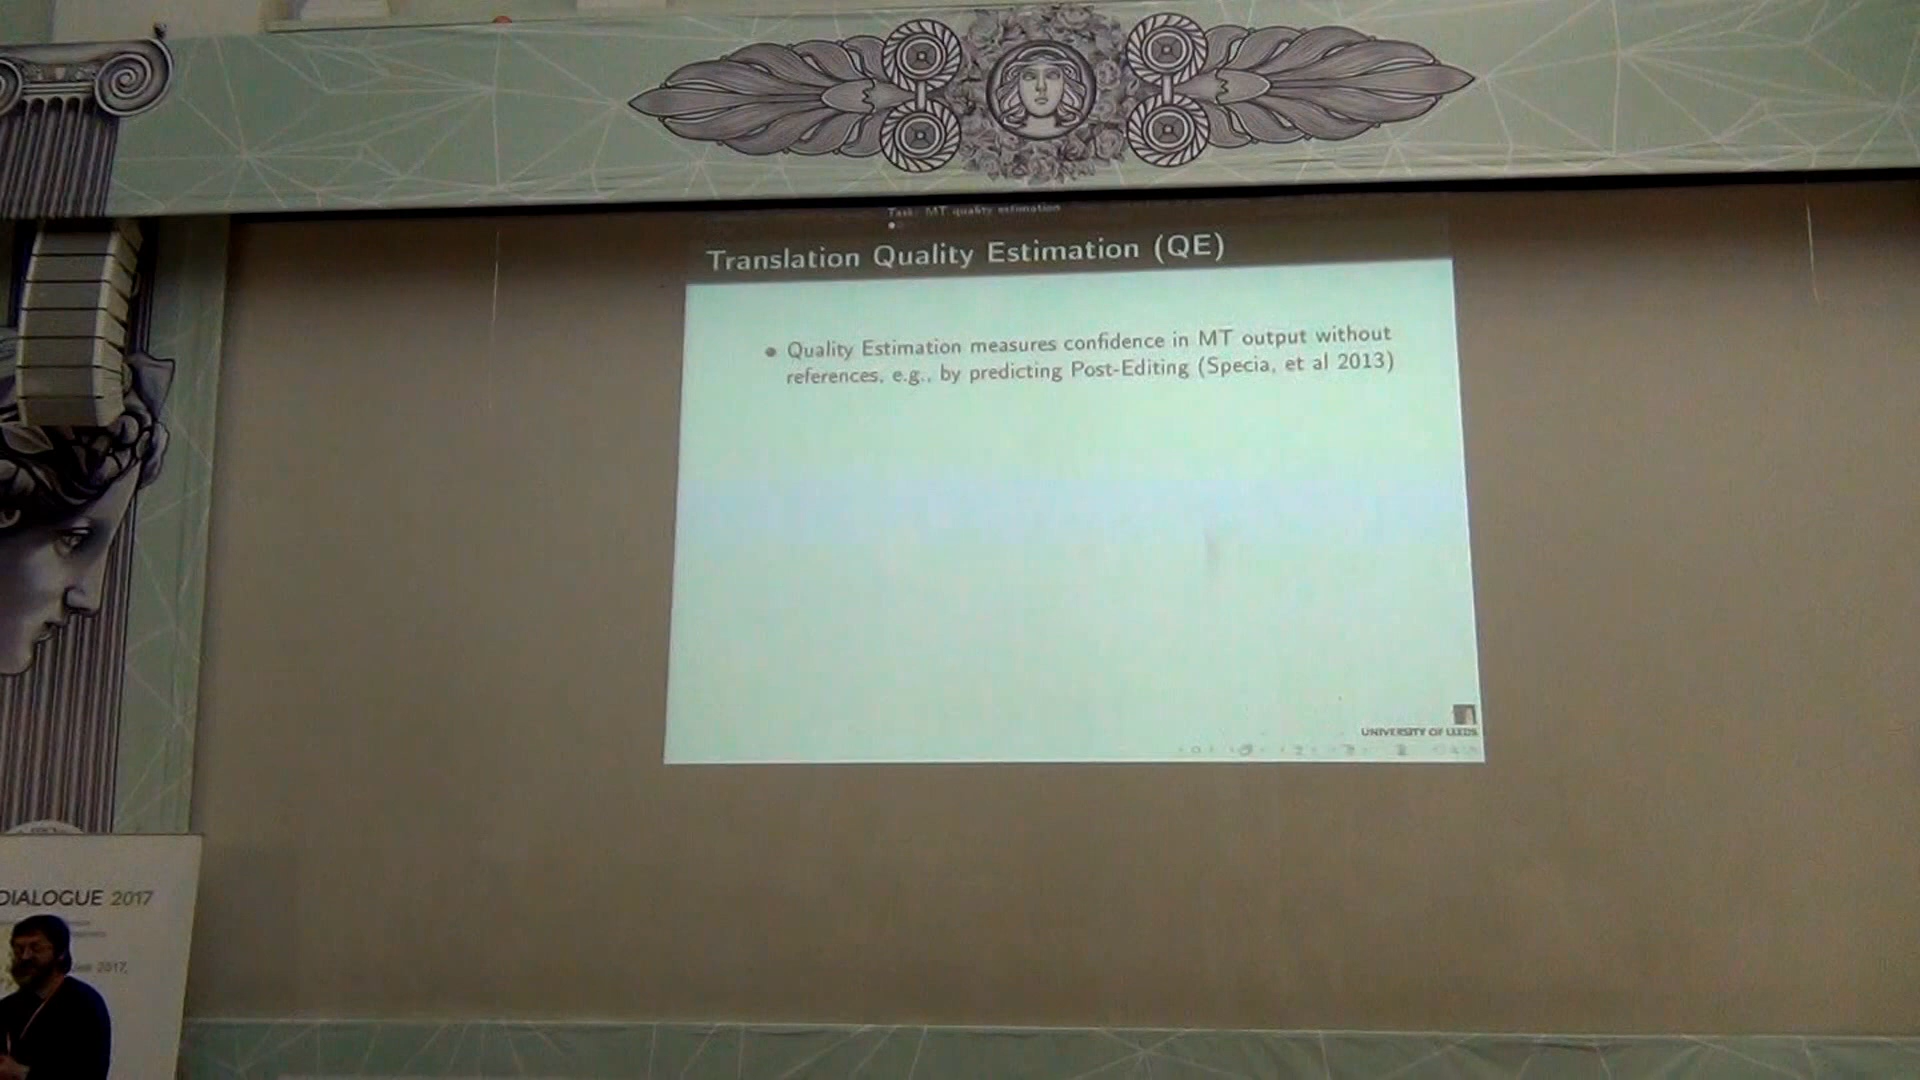 Task: MT quality estimation
Translation Quality Estimation (QE)
• Quality Estimation measures confidence in MT output without
references, e.g., by predicting Post-Editing (Specia, et al 2013)
UNIVERSITY OF LEEDS
DIALOGUE 2017
2017,